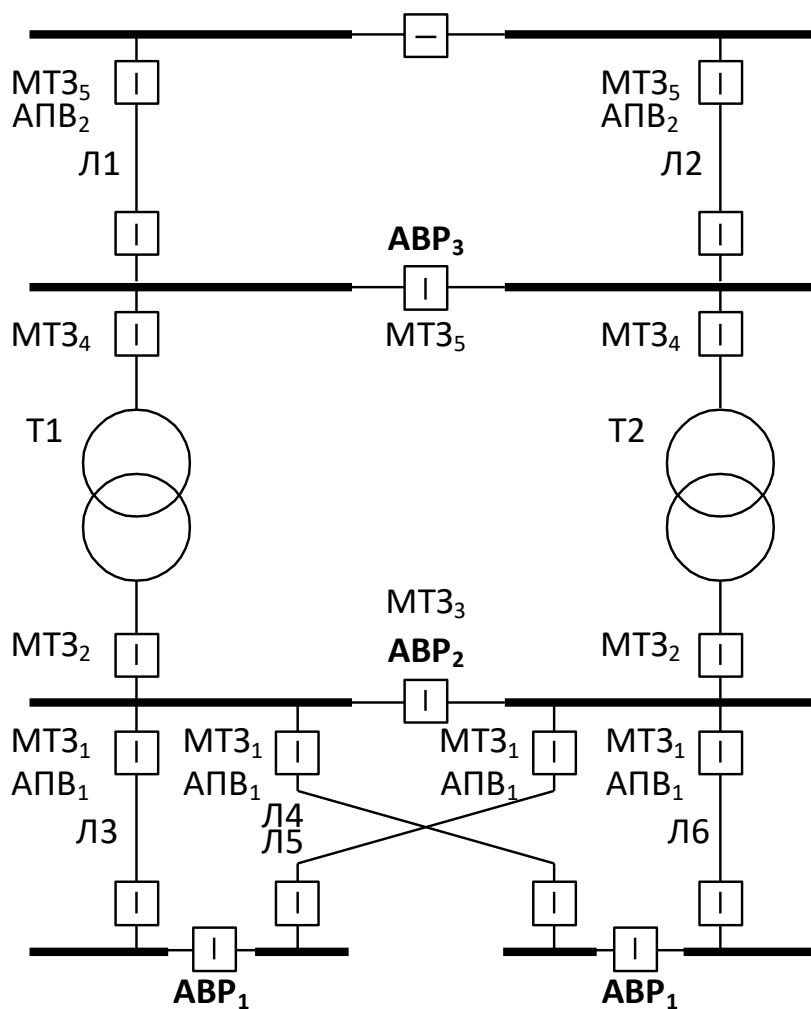 МТЗ₅ МТЗ₅
АПВ₂ АПВ₂
Л1 Л2
АВР₃
МТЗ₄ МТЗ₅ МТЗ₄
Т1 Т2
МТЗ₃
МТЗ₂ АВР₂ МТЗ₂
МТЗ₁ МТЗ₁ МТЗ₁ МТЗ₁
АПВ₁ АПВ₁ АПВ₁ АПВ₁
Л4
Л3 Л5 Л6
АВР₁ АВР₁